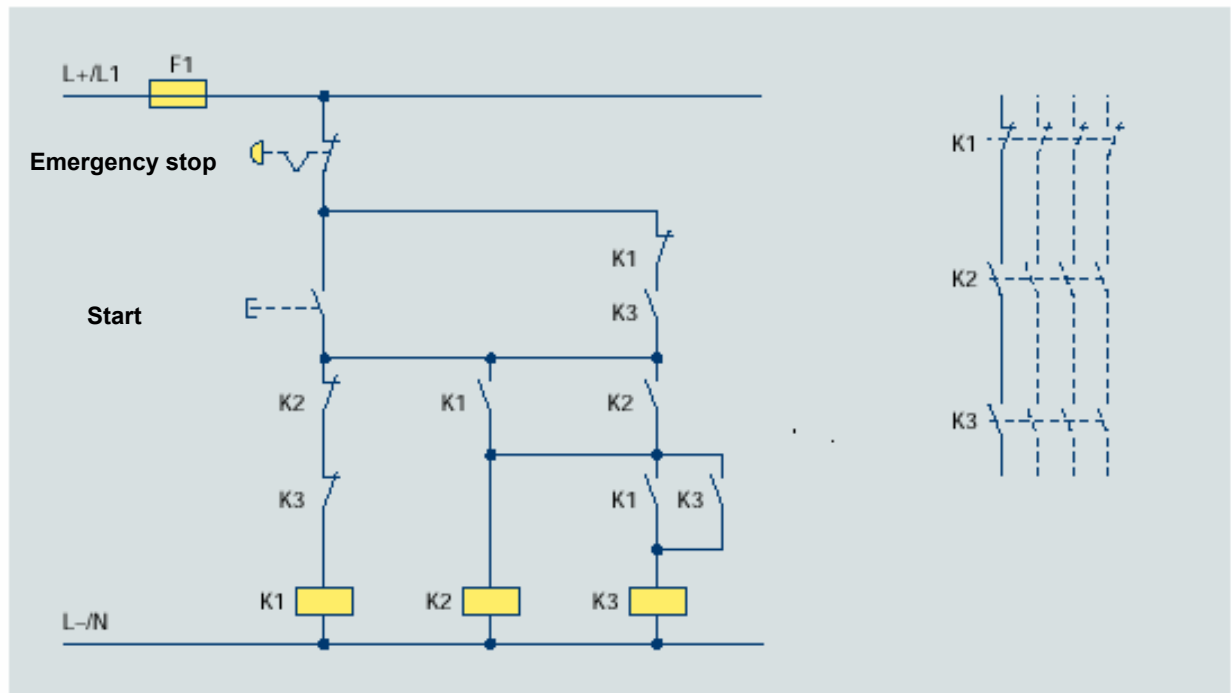 L+/L1 F1
Emergency stop
K1
K1
K2
Start
K3
K2 K1 K2
K3
K3 K1 K3
K1 K2 K3
L–/N